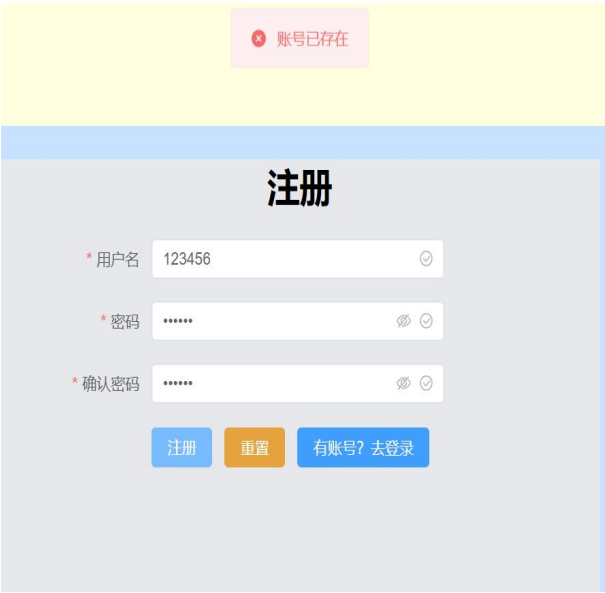 账号已存在
注册
* 用户名 123456
* 密码 ••••••
* 确认密码 ••••••
注册 重置 有账号？去登录